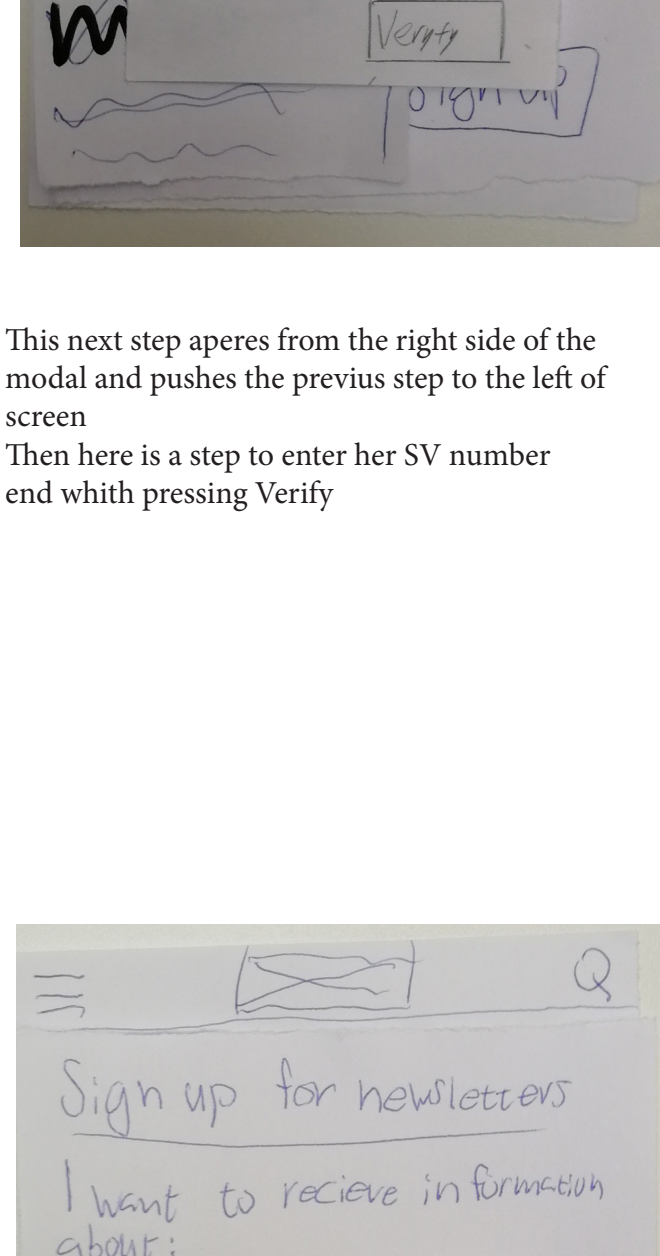 Veryfy
Sign up
This next step aperes from the right side of the
modal and pushes the previus step to the left of
screen
Then here is a step to enter her SV number
end whith pressing Verify
Sign up for newsletters
I want to recieve information
about: